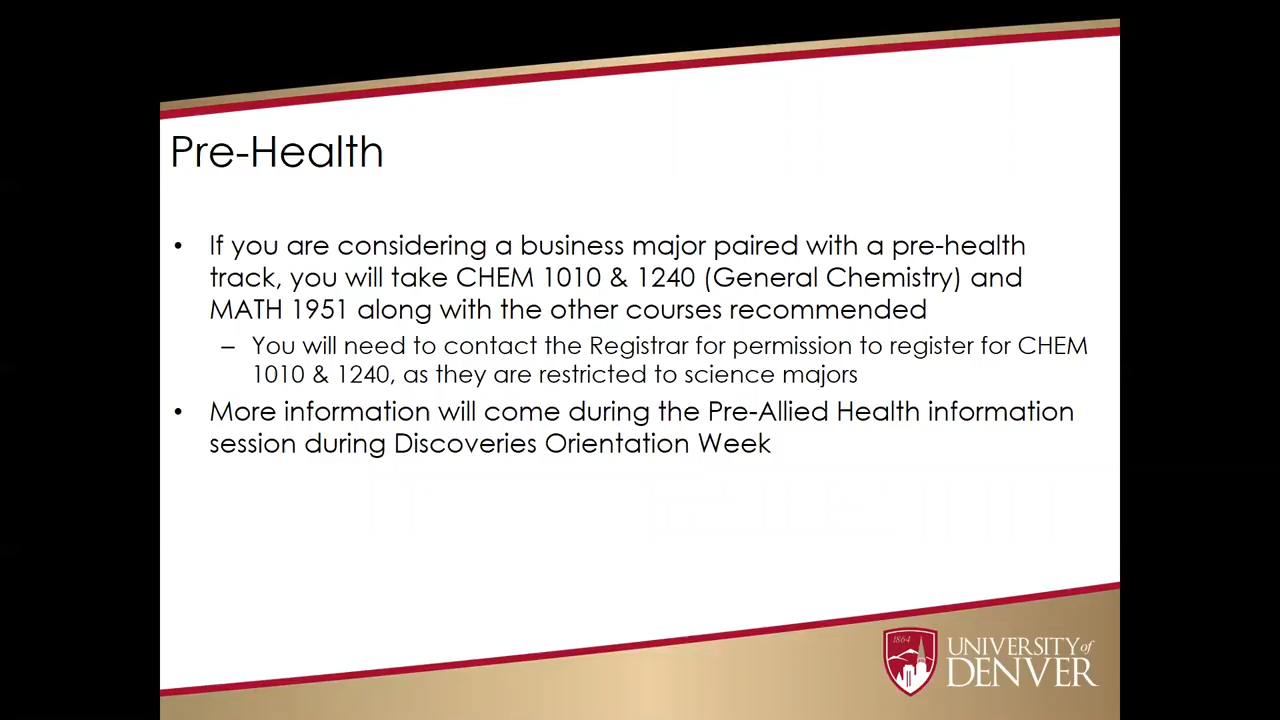 Pre-Health
• If you are considering a business major paired with a pre-health
track, you will take CHEM 1010 & 1240 (General Chemistry) and
MATH 1951 along with the other courses recommended
– You will need to contact the Registrar for permission to register for CHEM
1010 & 1240, as they are restricted to science majors
• More information will come during the Pre-Allied Health information
session during Discoveries Orientation Week
1864
UNIVERSITY of
DENVER